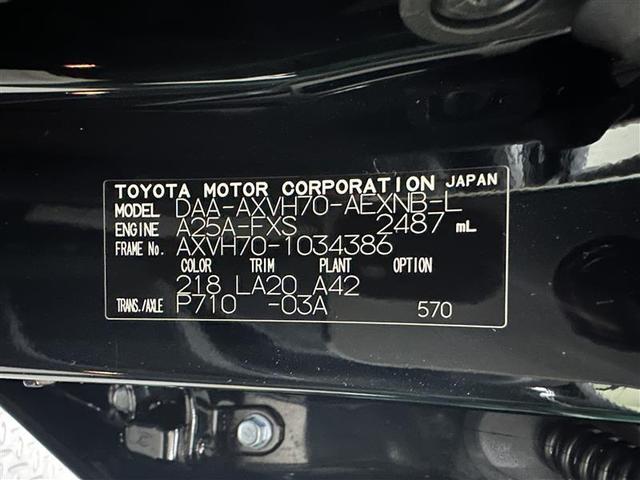 TOYOTA MOTOR CORPORATION JAPAN
MODEL DAA-AXVH70-AEXNB-L
ENGINE A25A-FXS 2487 mL
FRAME No. AXVH70-1034386
COLOR TRIM PLANT OPTION
218 LA20 A42
TRANS./AXLE P710 -03A 570